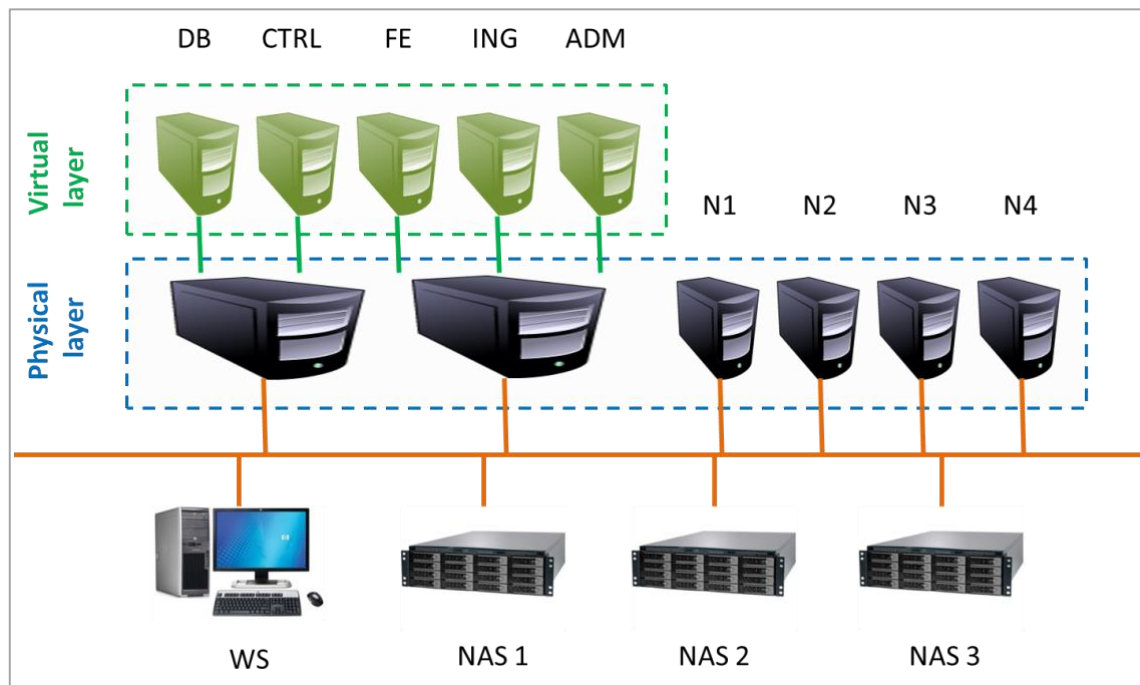 DB CTRL FE ING ADM
Virtual
layer
N1 N2 N3 N4
Physical
layer
WS NAS 1 NAS 2 NAS 3